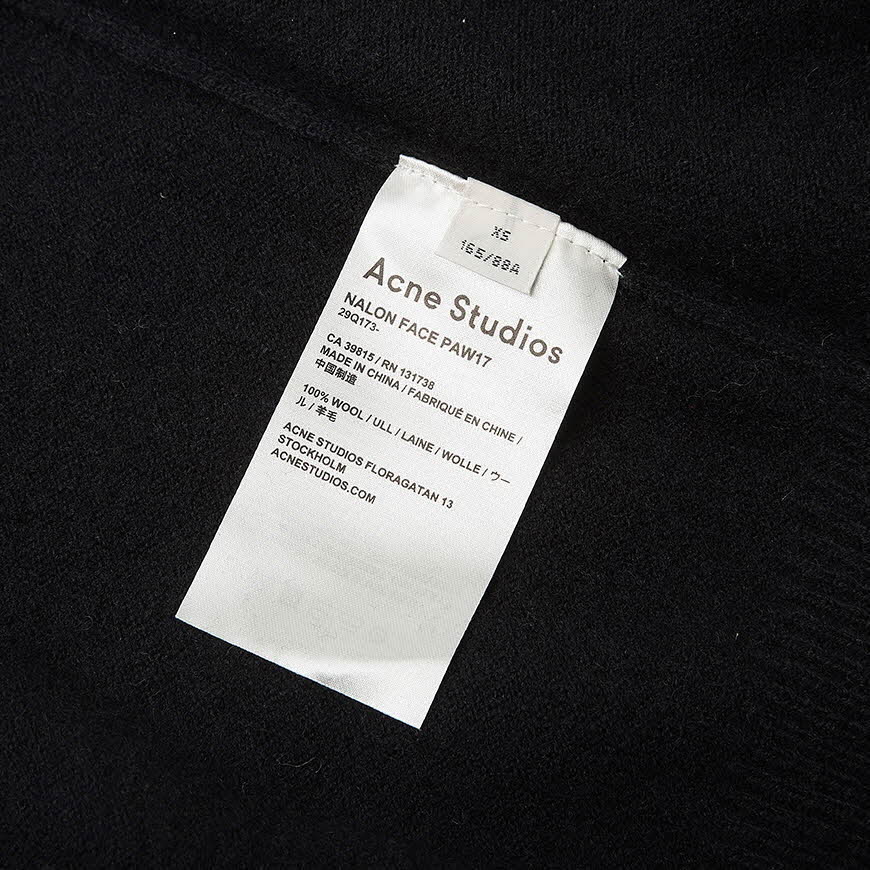 XS
165/88A
Acne Studios
NALON FACE PAW17
29Q173-
CA 39815 / RN 131738
MADE IN CHINA / FABRIQUÉ EN CHINE /
中国制造
100% WOOL / ULL / LAINE / WOLLE / ウー
ル / 羊毛
ACNE STUDIOS FLORAGATAN 13
STOCKHOLM
ACNESTUDIOS.COM